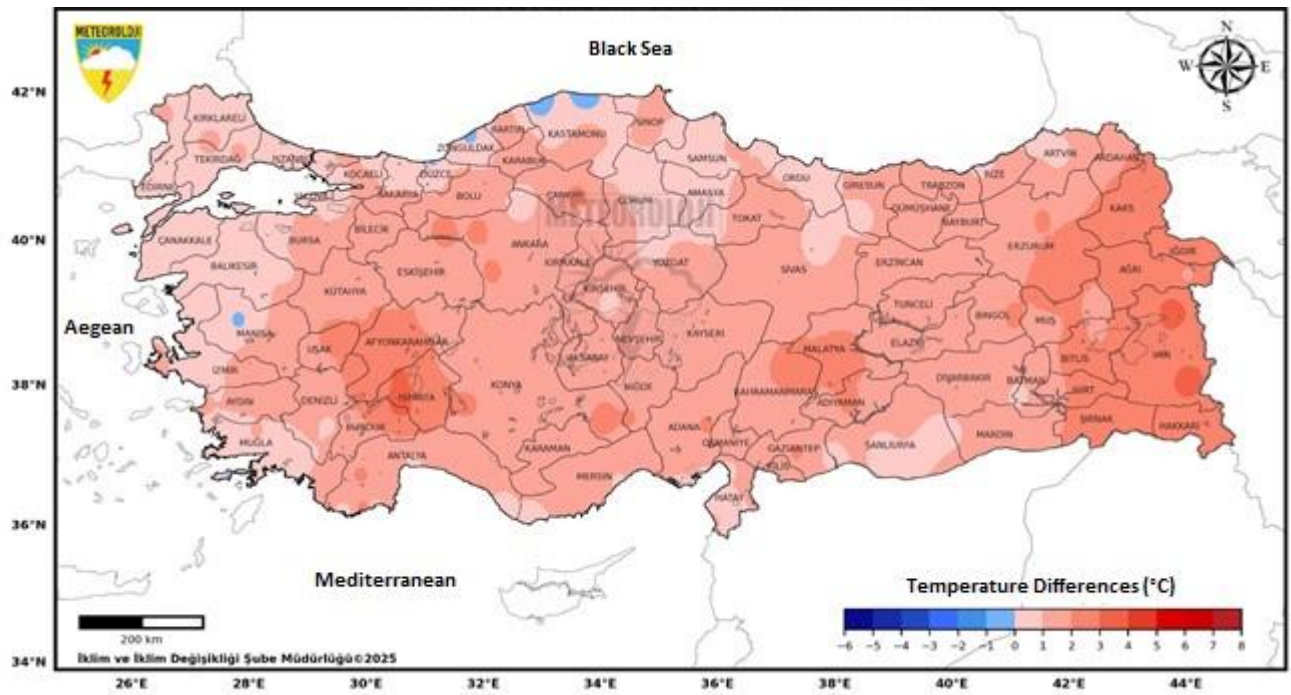 METEOROLOJİ
Black Sea
N
W
E
S
42°N
KIRKLARELİ
TEKİRDAĞ
İSTANBUL
EDİRNE
KOCAELİ
SAKARYA
DÜZCE
ZONGULDAK
BARTIN
KARABÜK
KASTAMONU
SİNOP
SAMSUN
ORDU
GİRESUN
TRABZON
RİZE
ARTVİN
ARDAHAN
BOLU
ÇANKIRI
ÇORUM
AMASYA
TOKAT
GÜMÜŞHANE
BAYBURT
KARS
METEOROLOJİ
40°N
ÇANAKKALE
BURSA
BİLECİK
ANKARA
ERZURUM
IĞDIR
BALIKESİR
ESKİŞEHİR
KIRIKKALE
YOZGAT
SİVAS
ERZİNCAN
AĞRI
KÜTAHYA
KIRŞEHİR
TUNCELİ
BİNGÖL
MUŞ
Aegean
MANİSA
UŞAK
AFYONKARAHİSAR
AKSARAY
NEVŞEHİR
KAYSERİ
MALATYA
ELAZIĞ
BİTLİS
VAN
İZMİR
38°N
AYDIN
DENİZLİ
ISPARTA
KONYA
NİĞDE
KAHRAMANMARAŞ
ADIYAMAN
DİYARBAKIR
BATMAN
SİİRT
MUĞLA
BURDUR
ANTALYA
KARAMAN
ADANA
OSMANİYE
GAZİANTEP
ŞANLIURFA
MARDİN
ŞIRNAK
HAKKARİ
MERSİN
KİLİS
HATAY
36°N
Mediterranean
Temperature Differences (°C)
−6 −5 −4 −3 −2 −1 0 1 2 3 4 5 6 7 8
200 km
İklim ve İklim Değişikliği Şube Müdürlüğü©2025
34°N
26°E 28°E 30°E 32°E 34°E 36°E 38°E 40°E 42°E 44°E